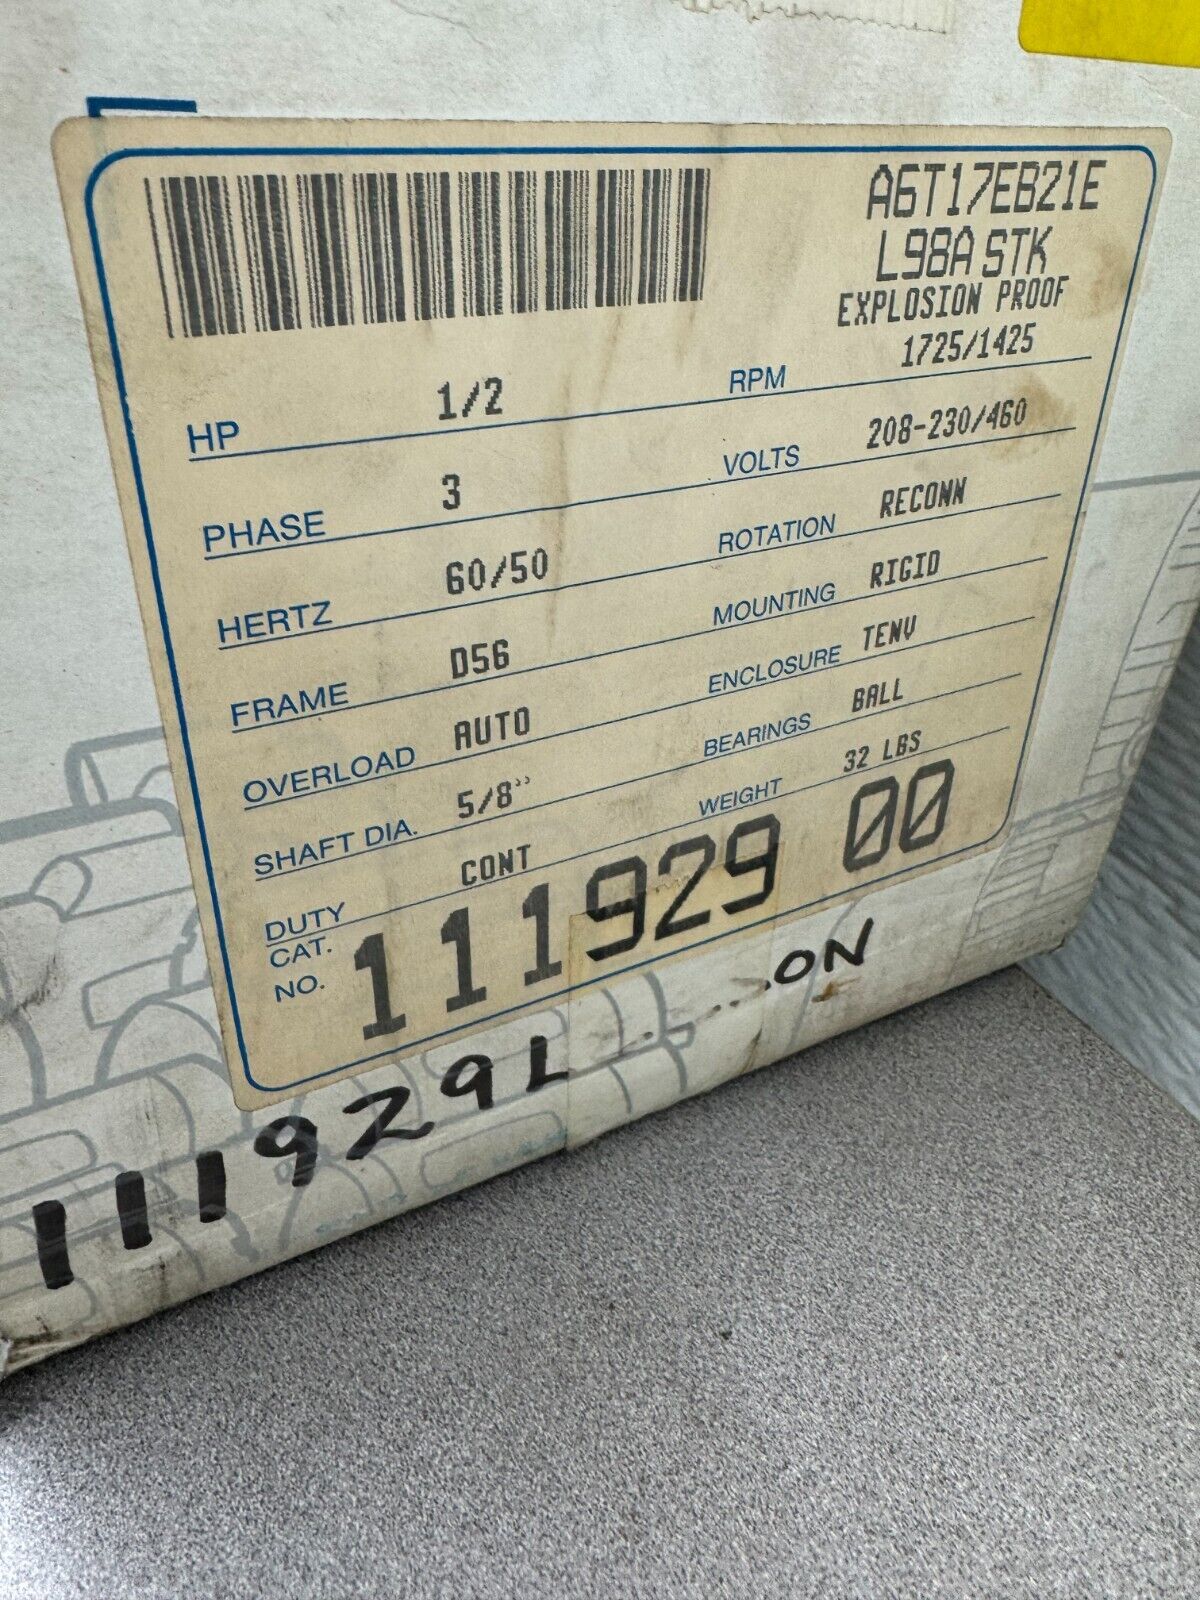 A6T17EB21E
L98A STK
EXPLOSION PROOF
HP 1/2 RPM 1725/1425
PHASE 3 VOLTS 208-230/460
HERTZ 60/50 ROTATION RECONN
FRAME D56 MOUNTING RIGID
OVERLOAD AUTO ENCLOSURE TENV
SHAFT DIA. 5/8" BEARINGS BALL
DUTY CONT WEIGHT 32 LBS
CAT. NO. 111929 00
111929L